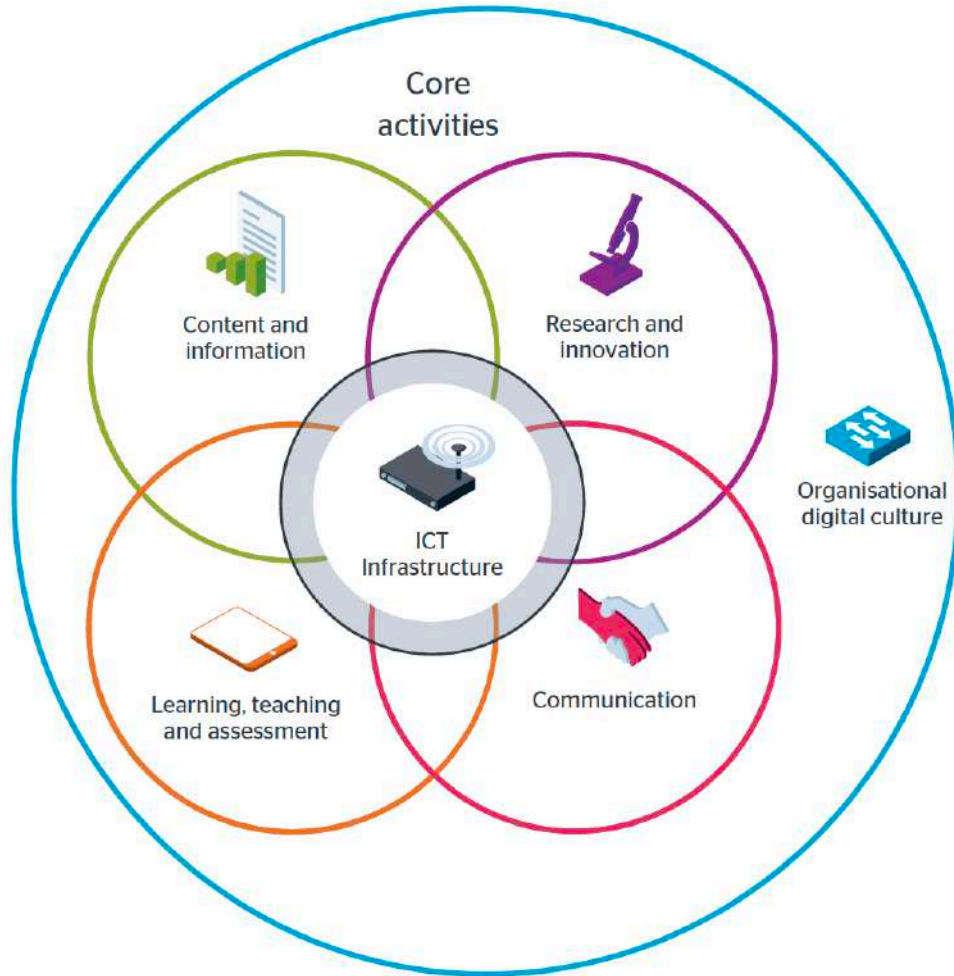 Core
activities
Content and
information
Research and
innovation
Organisational
digital culture
ICT
Infrastructure
Learning, teaching
and assessment
Communication